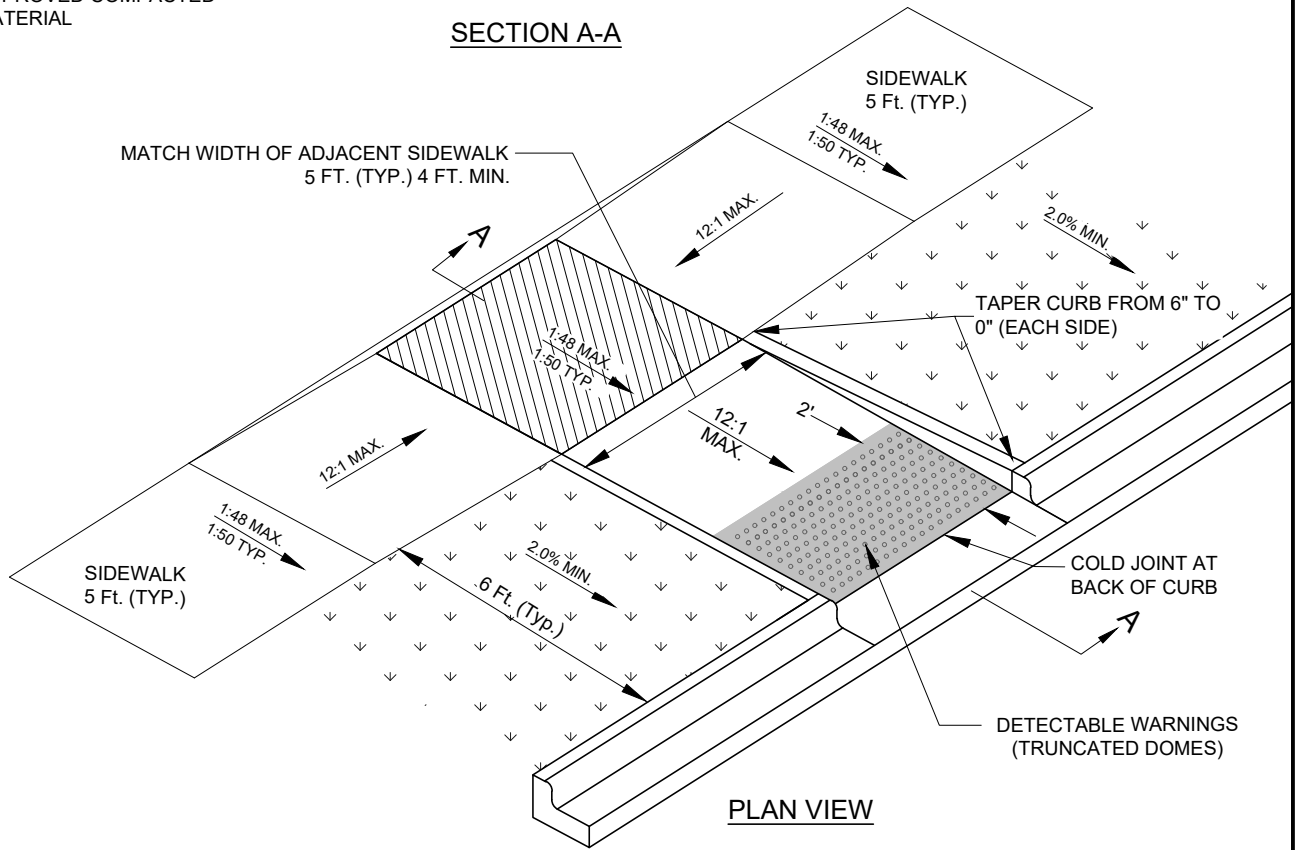 SECTION A-A
SIDEWALK
5 Ft. (TYP.)
1:48 MAX.
1:50 TYP.
MATCH WIDTH OF ADJACENT SIDEWALK
5 FT. (TYP.) 4 FT. MIN.
12:1 MAX.
2.0% MIN.
A
TAPER CURB FROM 6" TO
0" (EACH SIDE)
1:48 MAX.
1:50 TYP.
2'
12:1
MAX.
12:1 MAX.
1:48 MAX.
1:50 TYP.
2.0% MIN.
COLD JOINT AT
BACK OF CURB
SIDEWALK
5 Ft. (TYP.)
6 Ft. (Typ.)
A
DETECTABLE WARNINGS
(TRUNCATED DOMES)
PLAN VIEW